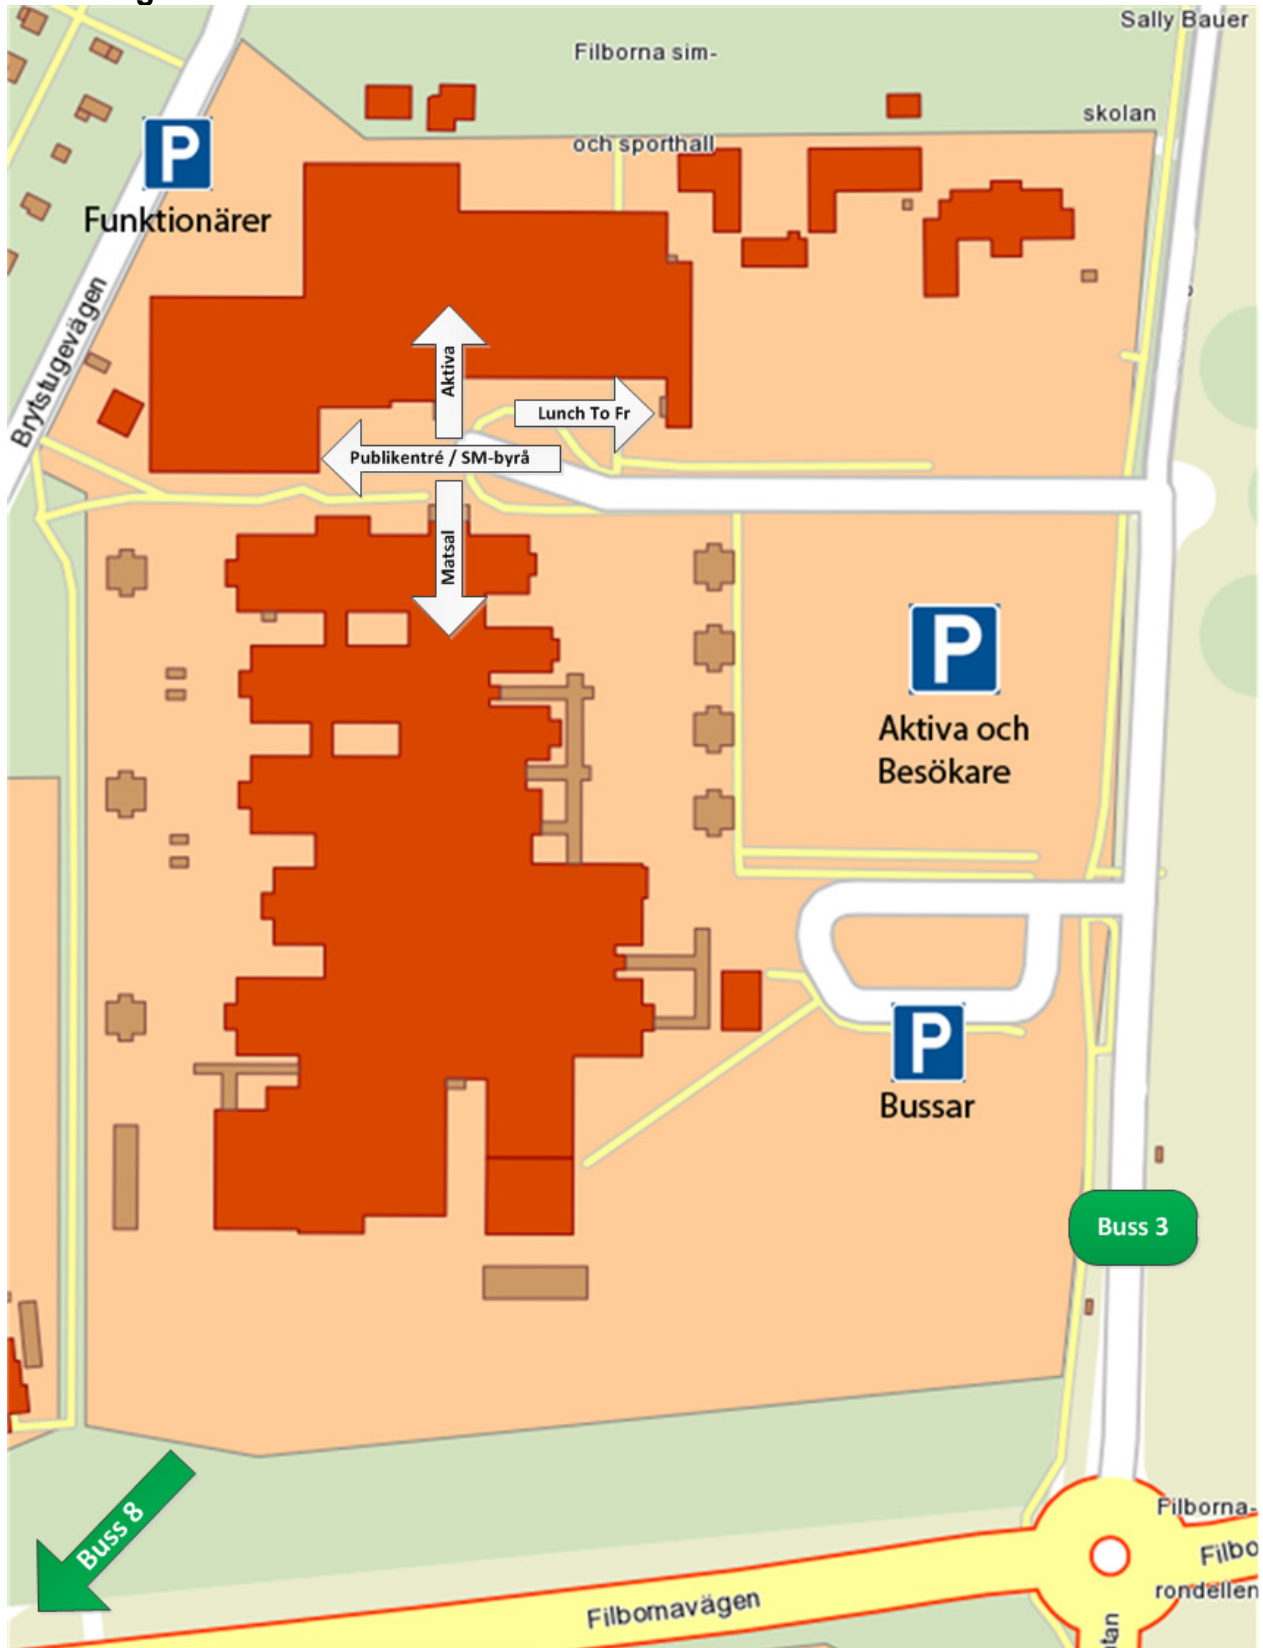 Sally Bauer
Filborna sim-
skolan
och sporthall
P
Funktionärer
Brytstugevägen
Aktiva
Lunch To Fr
Publikentré / SM-byrå
Matsal
P
Aktiva och
Besökare
P
Bussar
Buss 3
Buss 8
Filborna-
Filbo
rondellen
Filbornavägen